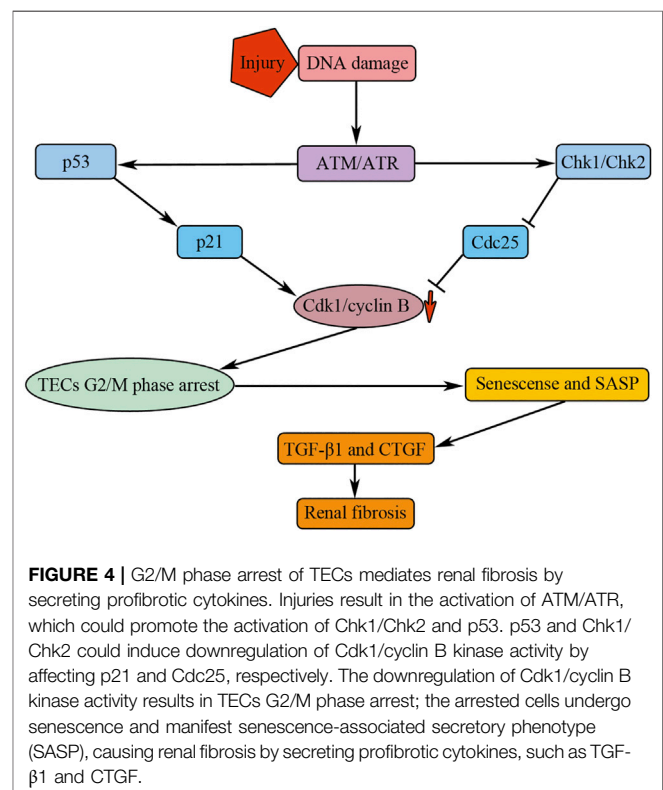 Injury
DNA damage
p53
ATM/ATR
Chk1/Chk2
p21
Cdc25
Cdk1/cyclin B
TECs G2/M phase arrest
Senescense and SASP
TGF-β1 and CTGF
Renal fibrosis
FIGURE 4 | G2/M phase arrest of TECs mediates renal fibrosis by
secreting profibrotic cytokines. Injuries result in the activation of ATM/ATR,
which could promote the activation of Chk1/Chk2 and p53. p53 and Chk1/
Chk2 could induce downregulation of Cdk1/cyclin B kinase activity by
affecting p21 and Cdc25, respectively. The downregulation of Cdk1/cyclin B
kinase activity results in TECs G2/M phase arrest; the arrested cells undergo
senescence and manifest senescence-associated secretory phenotype
(SASP), causing renal fibrosis by secreting profibrotic cytokines, such as TGF-
β1 and CTGF.